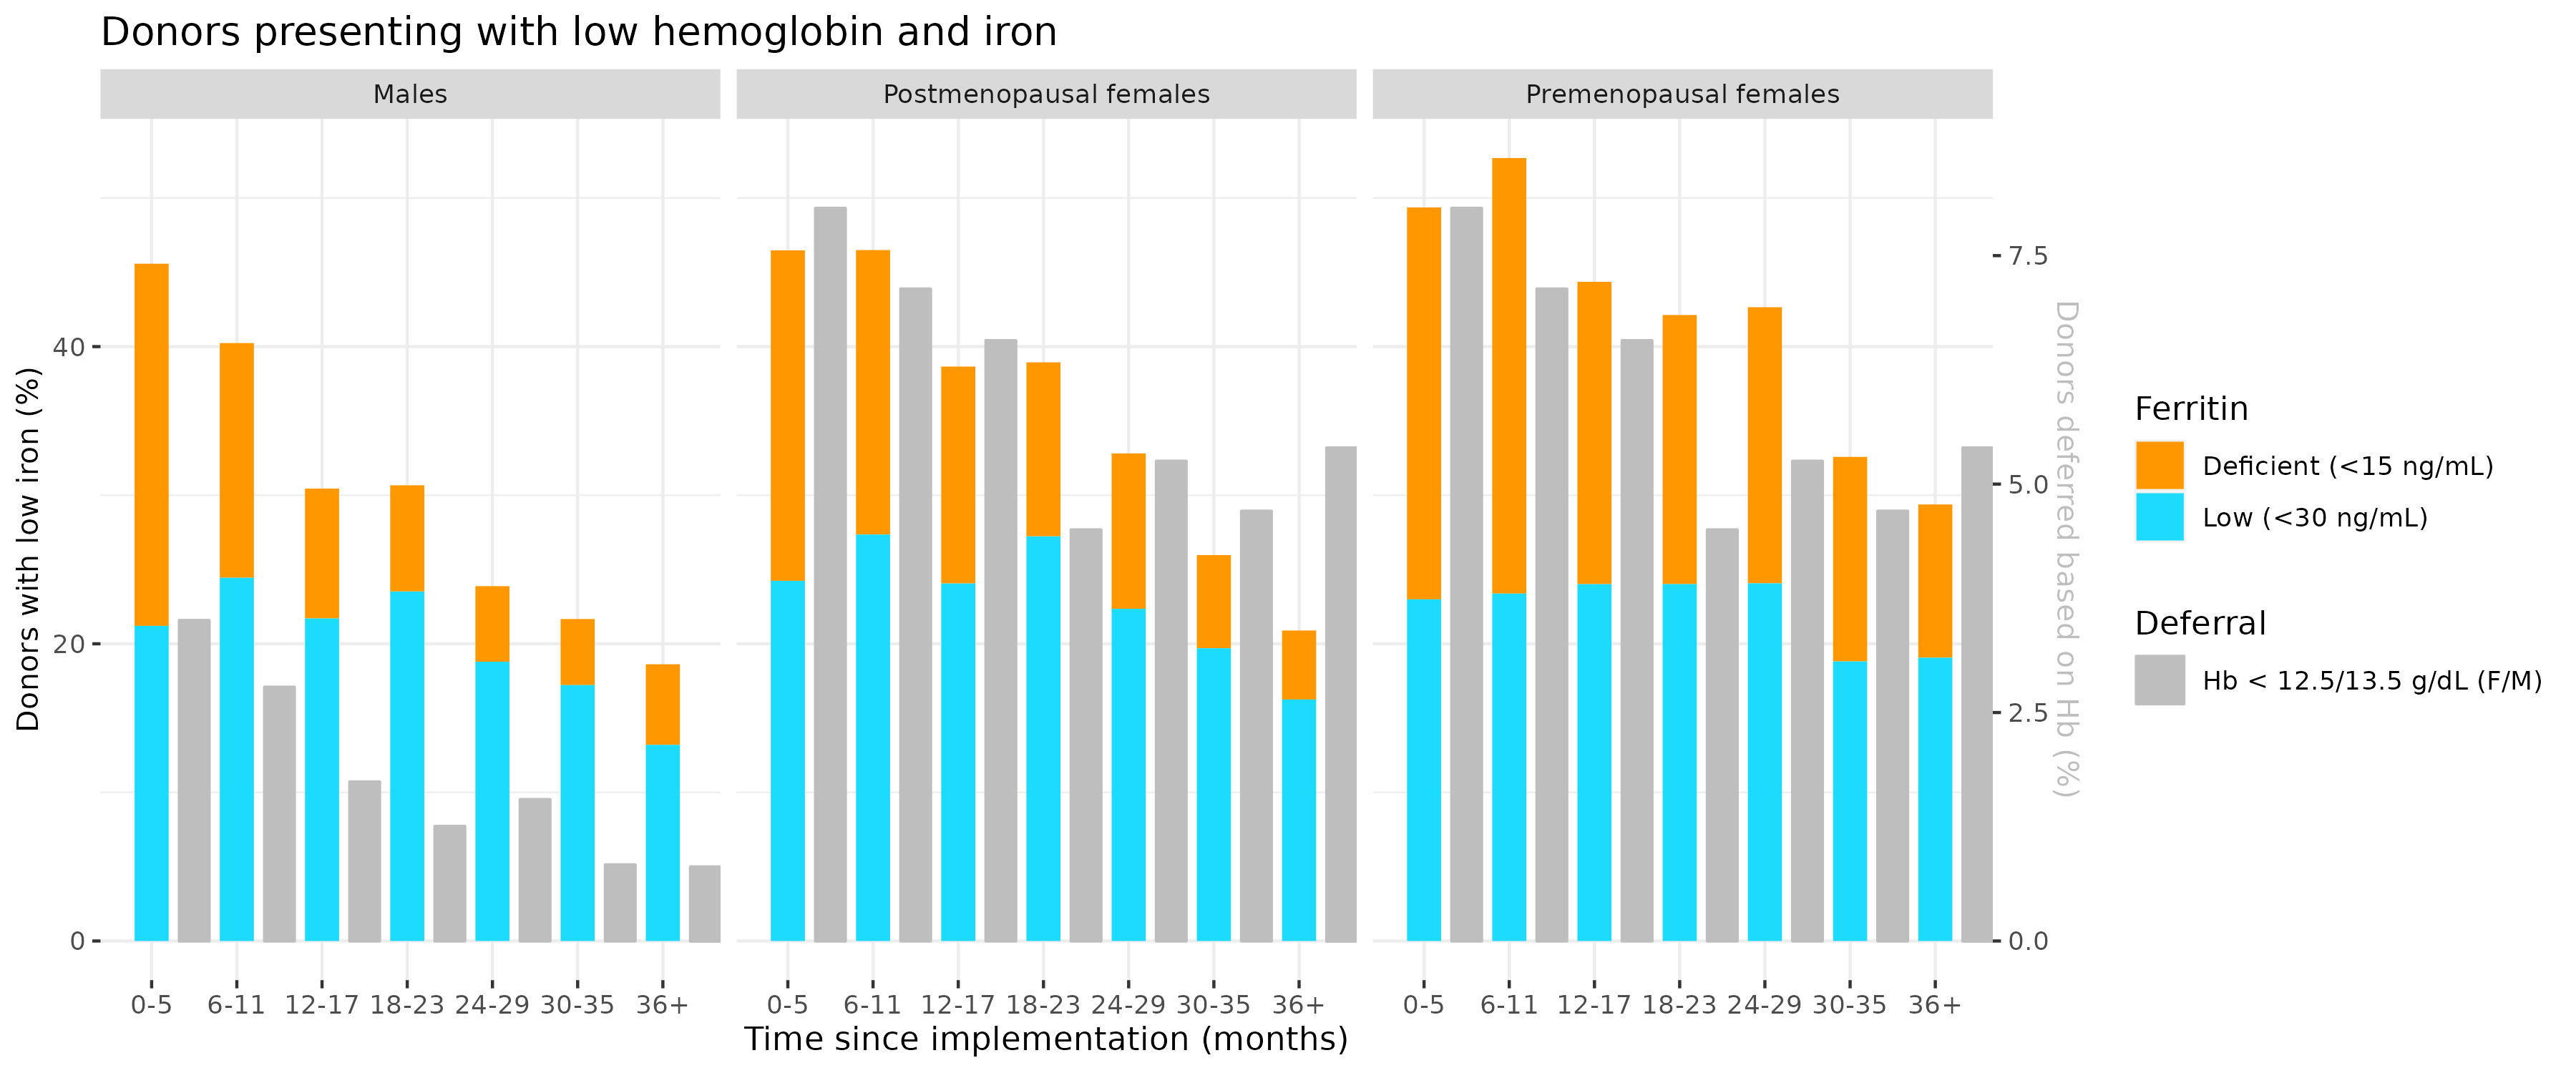 Donors presenting with low hemoglobin and iron
Males
Postmenopausal females
Premenopausal females
Donors with low iron (%)
40
20
0
7.5
5.0
2.5
0.0
Donors deferred based on Hb (%)
0-5 6-11 12-17 18-23 24-29 30-35 36+
0-5 6-11 12-17 18-23 24-29 30-35 36+
0-5 6-11 12-17 18-23 24-29 30-35 36+
Time since implementation (months)
Ferritin
Deficient (<15 ng/mL)
Low (<30 ng/mL)
Deferral
Hb < 12.5/13.5 g/dL (F/M)